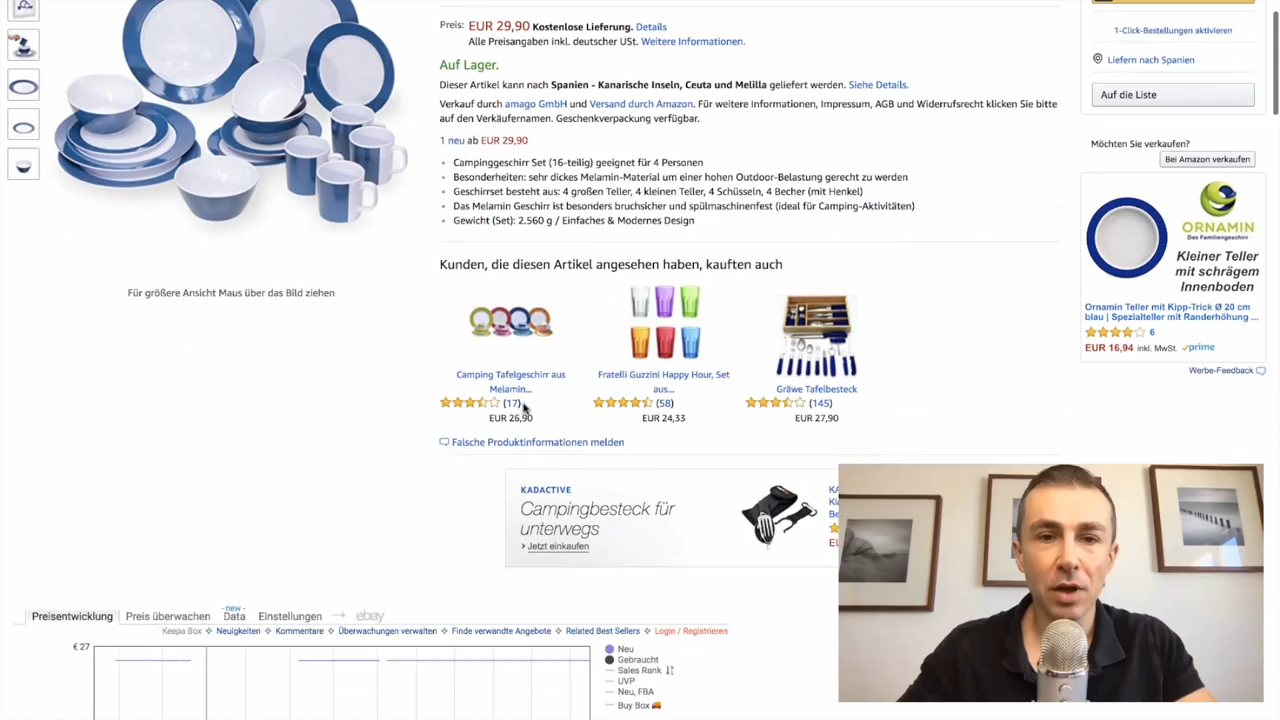 Preis: EUR 29,90 Kostenlose Lieferung. Details
Alle Preisangaben inkl. deutscher USt. Weitere Informationen.
Auf Lager.
Dieser Artikel kann nach Spanien - Kanarische Inseln, Ceuta und Melilla geliefert werden. Siehe Details.
Verkauf durch amago GmbH und Versand durch Amazon. Für weitere Informationen, Impressum, AGB und Widerrufsrecht klicken Sie bitte
auf den Verkäufernamen. Geschenkverpackung verfügbar.
1 neu ab EUR 29,90
Campinggeschirr Set (16-teilig) geeignet für 4 Personen
Besonderheiten: sehr dickes Melamin-Material um einer hohen Outdoor-Belastung gerecht zu werden
Geschirrset besteht aus: 4 großen Teller, 4 kleinen Teller, 4 Schüsseln, 4 Becher (mit Henkel)
Das Melamin Geschirr ist besonders bruchsicher und spülmaschinenfest (ideal für Camping-Aktivitäten)
Gewicht (Set): 2.560 g / Einfaches & Modernes Design
Für größere Ansicht Maus über das Bild ziehen
Kunden, die diesen Artikel angesehen haben, kauften auch
Camping Tafelgeschirr aus
Melamin...
(17)
EUR 26,90
Fratelli Guzzini Happy Hour, Set
aus...
(58)
EUR 24,33
Gräwe Tafelbesteck
(145)
EUR 27,90
Falsche Produktinformationen melden
KADACTIVE
Campingbesteck für
unterwegs
› Jetzt einkaufen
1-Click-Bestellungen aktivieren
Liefern nach Spanien
Auf die Liste
Möchten Sie verkaufen?
Bei Amazon verkaufen
ORNAMIN
Das Familiengeschirr
Kleiner Teller
mit schrägem
Innenboden
Ornamin Teller mit Kipp-Trick Ø 20 cm
blau | Spezialteller mit Randerhöhung ...
6
EUR 16,94 inkl. MwSt. prime
Werbe-Feedback
Preisentwicklung Preis überwachen - new - Data Einstellungen ebay
Keepa Box Neuigkeiten Kommentare Überwachungen verwalten Finde verwandte Angebote Related Best Sellers Login / Registrieren
€ 27
Neu
Gebraucht
Sales Rank
UVP
Neu, FBA
Buy Box